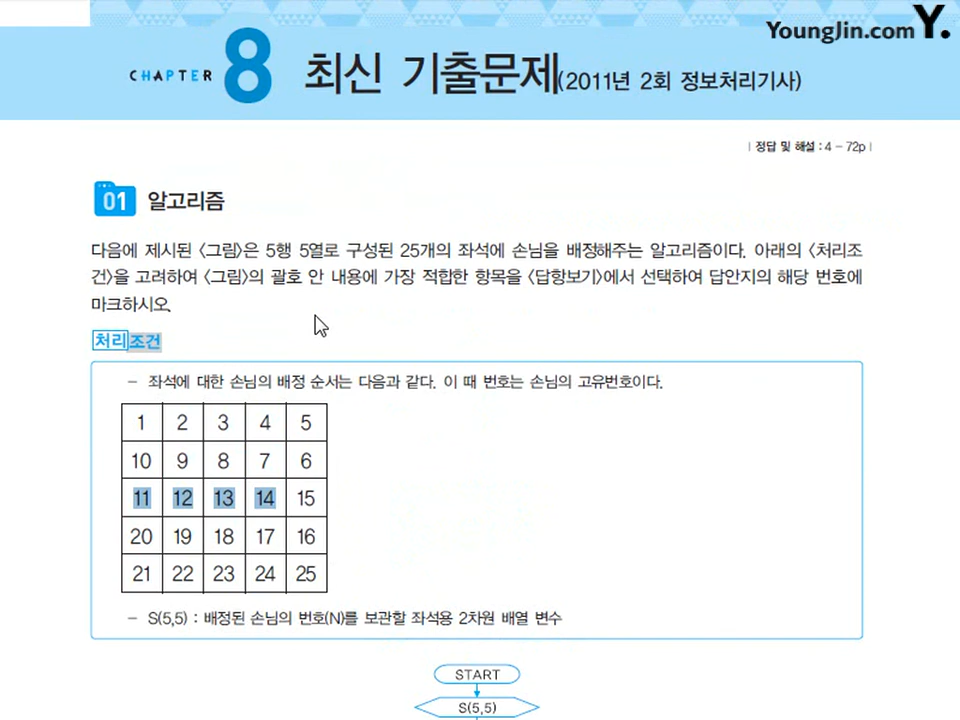 YoungJin.com Y.
CHAPTER 8 최신 기출문제(2011년 2회 정보처리기사)
| 정답 및 해설 : 4 - 72p |
01 알고리즘
다음에 제시된 <그림>은 5행 5열로 구성된 25개의 좌석에 손님을 배정해주는 알고리즘이다. 아래의 <처리조
건>을 고려하여 <그림>의 괄호 안 내용에 가장 적합한 항목을 <답항보기>에서 선택하여 답안지의 해당 번호에
마크하시오.
처리조건
- 좌석에 대한 손님의 배정 순서는 다음과 같다. 이 때 번호는 손님의 고유번호이다.
1 2 3 4 5
10 9 8 7 6
11 12 13 14 15
20 19 18 17 16
21 22 23 24 25
- S(5,5) : 배정된 손님의 번호(N)를 보관할 좌석용 2차원 배열 변수
START
S(5,5)